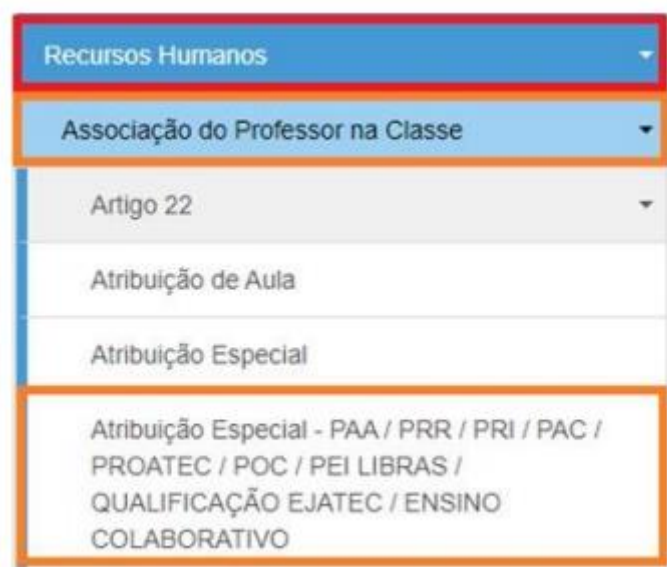 Recursos Humanos
Associação do Professor na Classe
Artigo 22
Atribuição de Aula
Atribuição Especial
Atribuição Especial - PAA / PRR / PRI / PAC /
PROATEC / POC / PEI LIBRAS /
QUALIFICAÇÃO EJATEC / ENSINO
COLABORATIVO